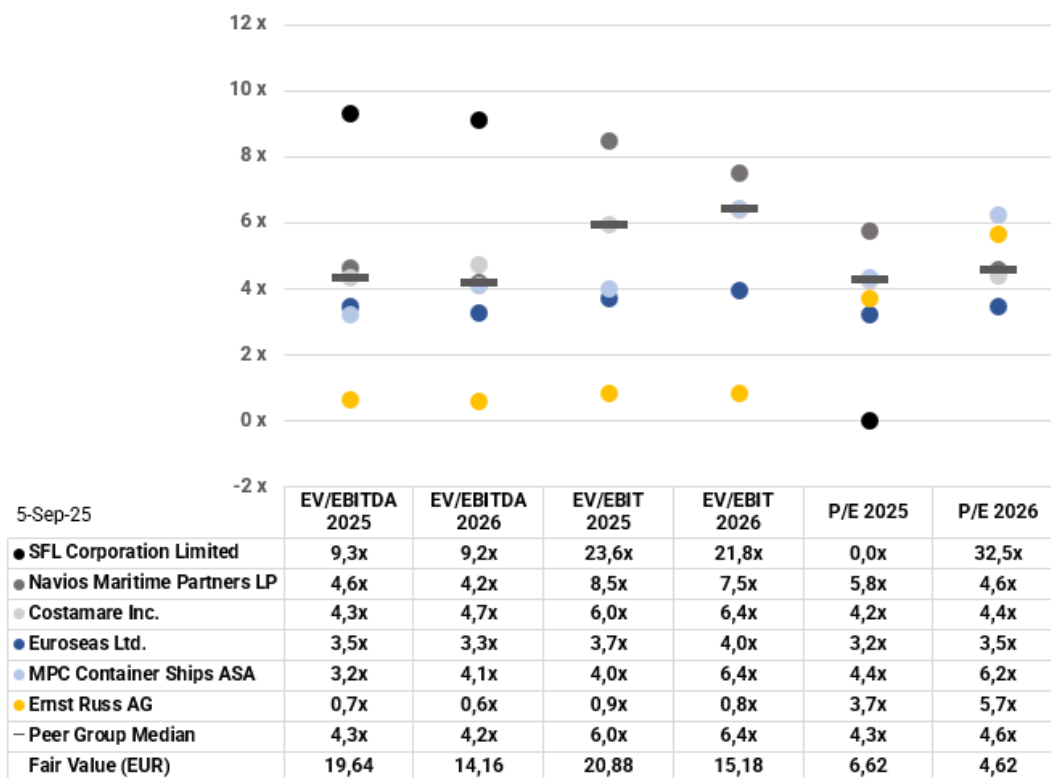 12 x
10 x
8 x
6 x
4 x
2 x
0 x
-2 x
5-Sep-25 EV/EBITDA 2025 EV/EBITDA 2026 EV/EBIT 2025 EV/EBIT 2026 P/E 2025 P/E 2026
SFL Corporation Limited 9,3x 9,2x 23,6x 21,8x 0,0x 32,5x
Navios Maritime Partners LP 4,6x 4,2x 8,5x 7,5x 5,8x 4,6x
Costamare Inc. 4,3x 4,7x 6,0x 6,4x 4,2x 4,4x
Euroseas Ltd. 3,5x 3,3x 3,7x 4,0x 3,2x 3,5x
MPC Container Ships ASA 3,2x 4,1x 4,0x 6,4x 4,4x 6,2x
Ernst Russ AG 0,7x 0,6x 0,9x 0,8x 3,7x 5,7x
Peer Group Median 4,3x 4,2x 6,0x 6,4x 4,3x 4,6x
Fair Value (EUR) 19,64 14,16 20,88 15,18 6,62 4,62